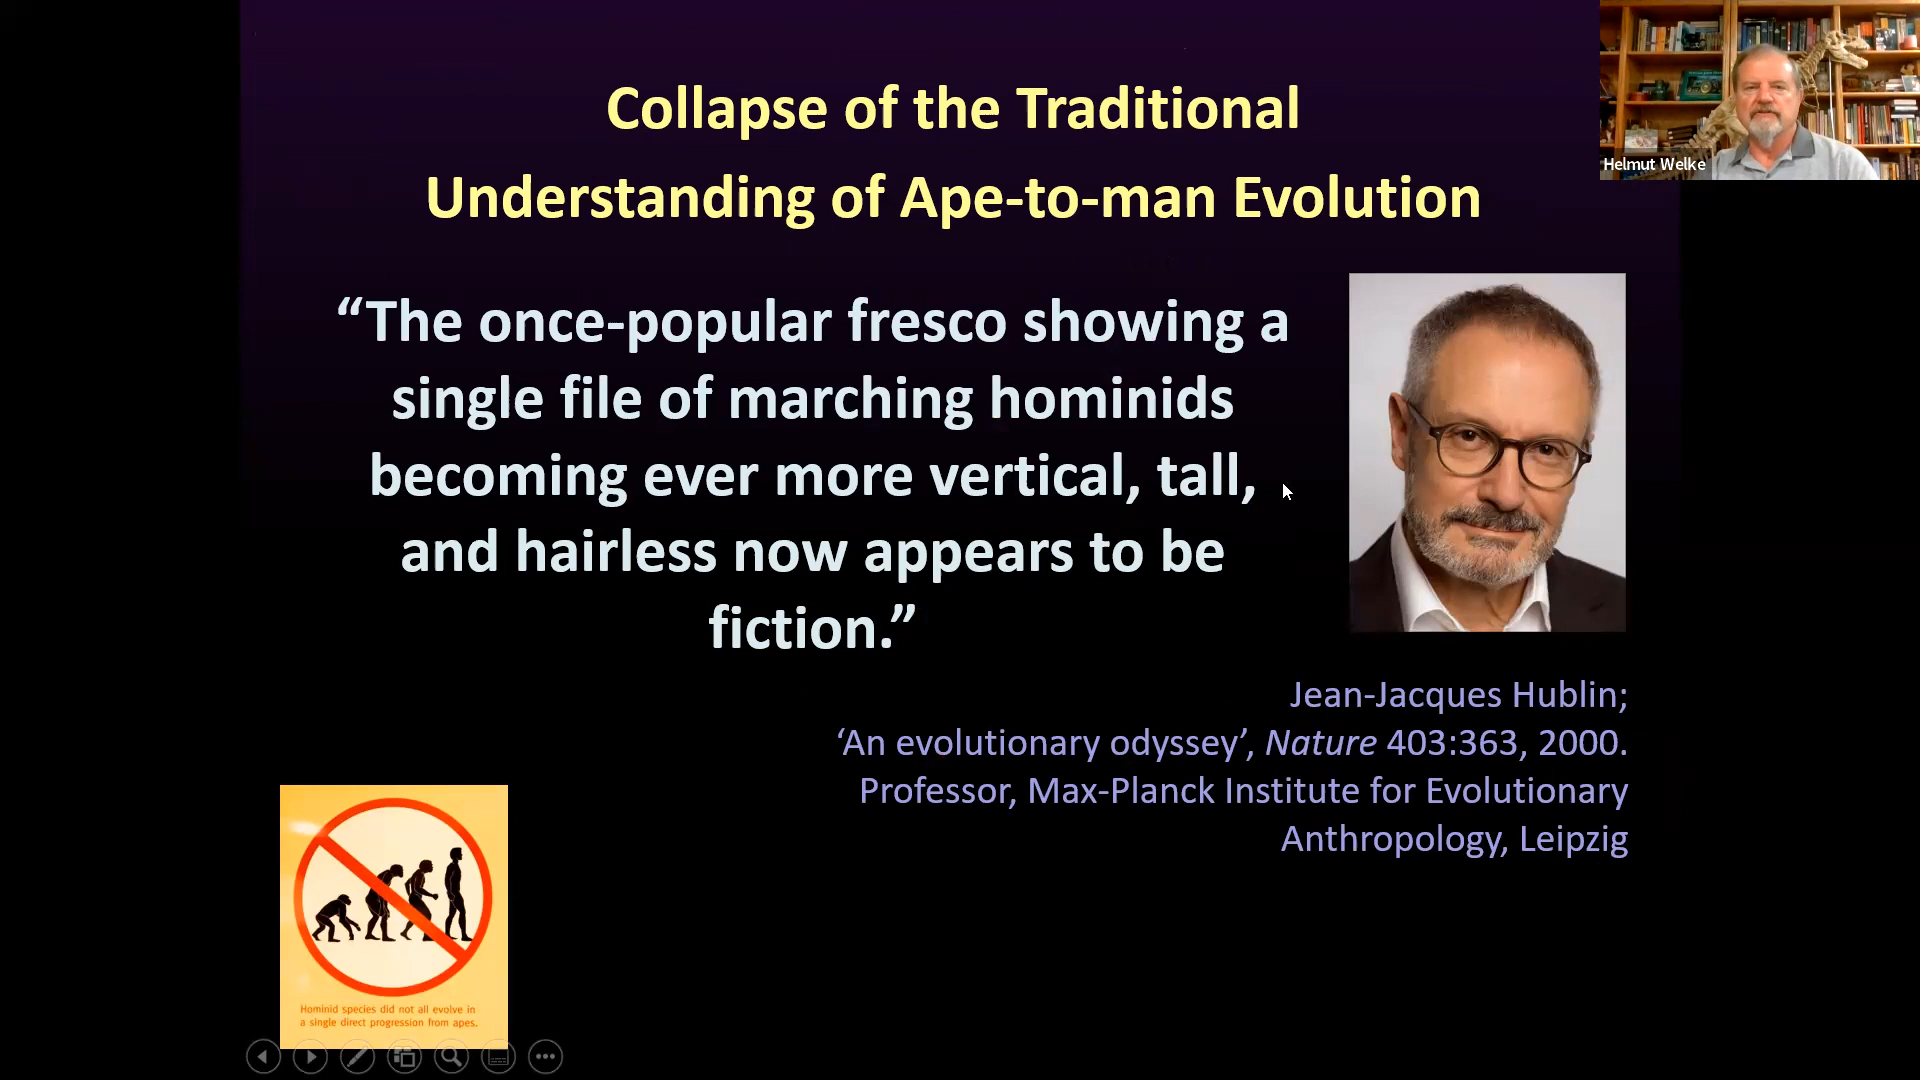 Collapse of the Traditional
Understanding of Ape-to-man Evolution
Helmut Welke
“The once-popular fresco showing a
single file of marching hominids
becoming ever more vertical, tall,
and hairless now appears to be
fiction.”
Jean-Jacques Hublin;
‘An evolutionary odyssey’, Nature 403:363, 2000.
Professor, Max-Planck Institute for Evolutionary
Anthropology, Leipzig
Hominid species did not all evolve in
a single direct progression from apes.